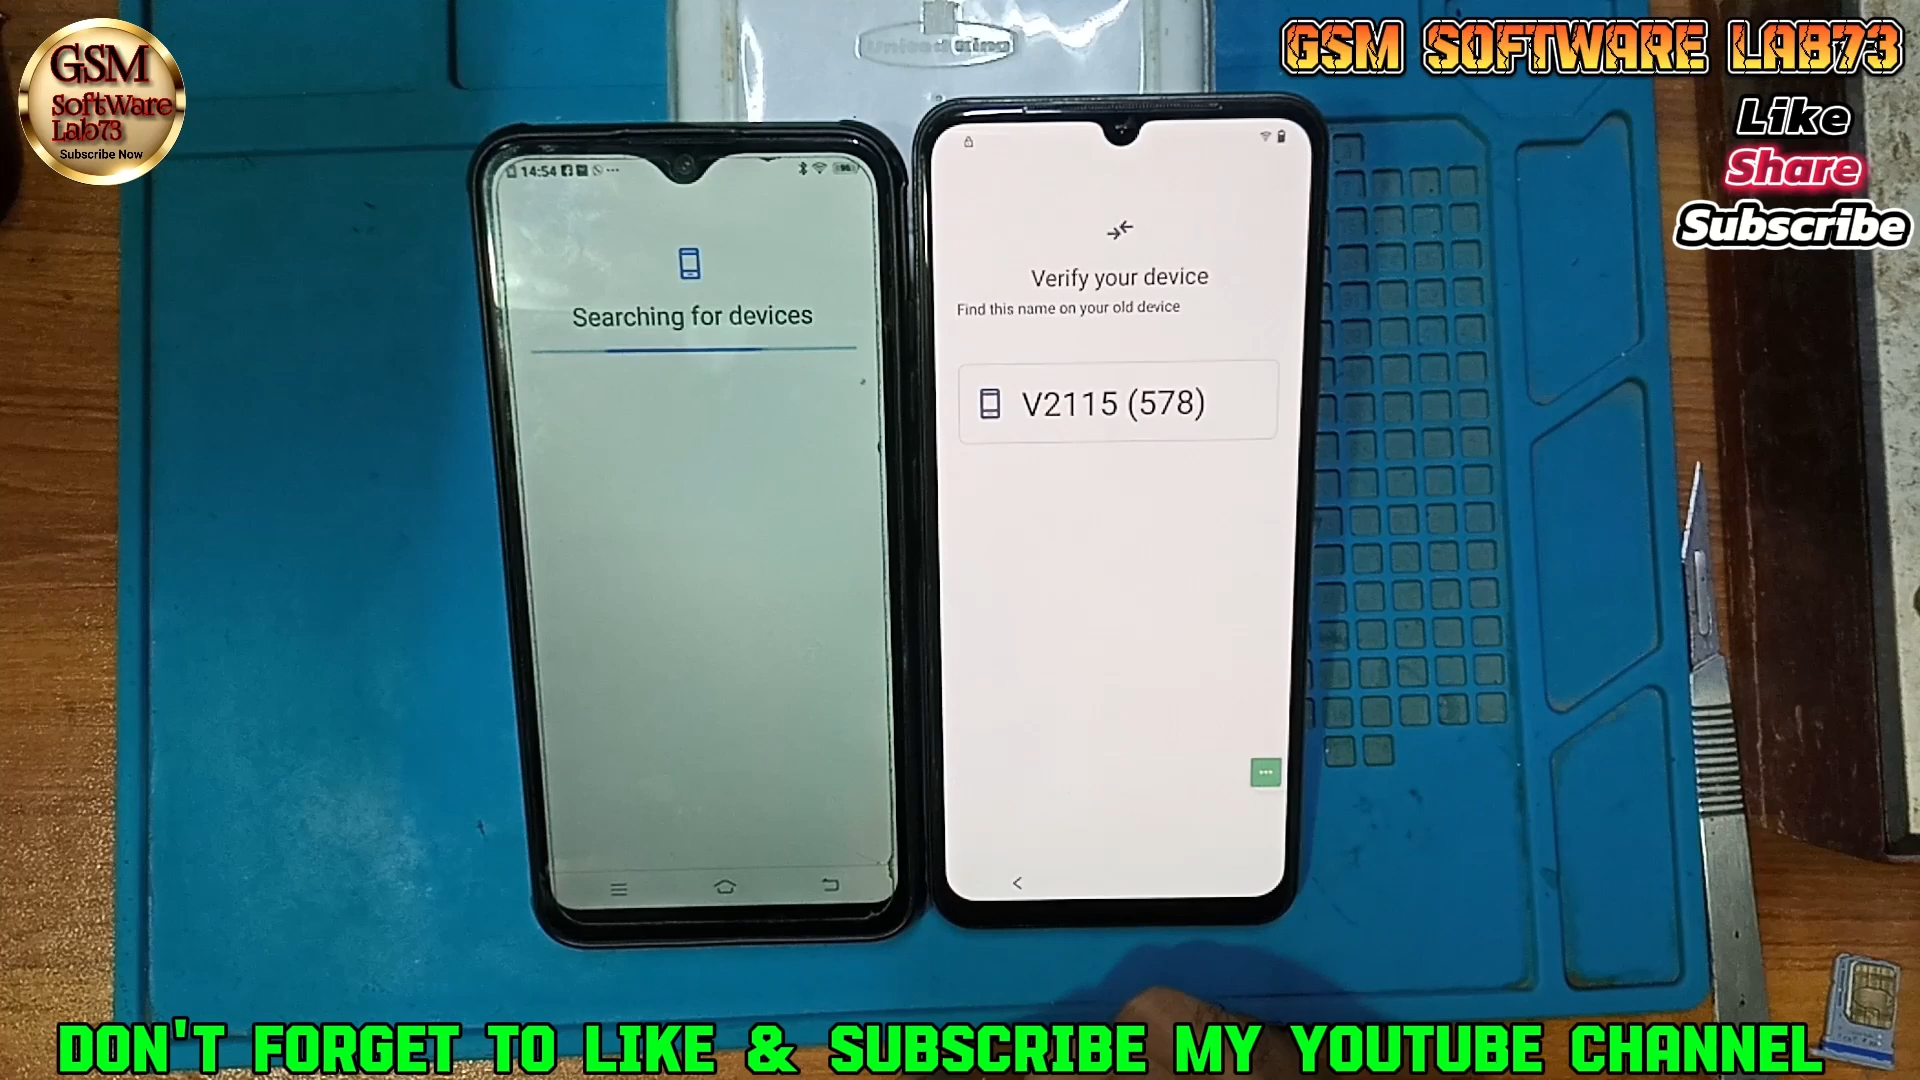 GSM
SoftWare
Lab73
Subscribe Now
GSM SOFTWARE LAB73
Like
Share
Subscribe
14:54
Searching for devices
Verify your device
Find this name on your old device
V2115 (578)
DON'T FORGET TO LIKE & SUBSCRIBE MY YOUTUBE CHANNEL